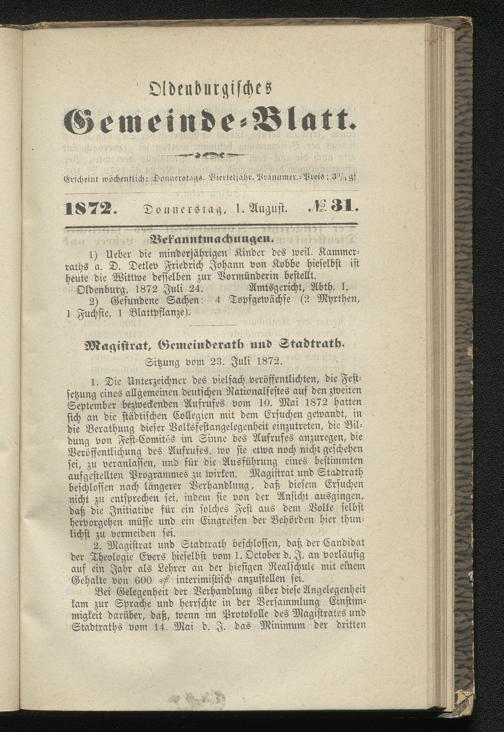 Oldenburgisches
Gemeinde=Blatt.
Erscheint wöchentlich: Donnerstags. Vierteljähr. Pränumer.=Preis: 3¾ gr
1872. Donnerstag, 1. August. № 31.
Bekanntmachungen.
1) Ueber die minderjährigen Kinder des weil. Kammer=
raths a. D. Detlev Friedrich Johann von Kobbe hieselbst ist
heute die Wittwe desselben zur Vormünderin bestellt.
Oldenburg, 1872 Juli 24. Amtsgericht, Abth. 1.
2) Gefundene Sachen: 4 Topfgewächse (2 Myrthen,
1 Fuchsie, 1 Blattpflanze).
Magistrat, Gemeinderath und Stadtrath.
Sitzung vom 23. Juli 1872.
1. Die Unterzeichner des vielfach veröffentlichten, die Fest=
setzung eines allgemeinen deutschen Nationalfestes auf den zweiten
September bezweckenden Aufrufes vom 10. Mai 1872 hatten
sich an die städtischen Collegien mit dem Ersuchen gewandt, in
die Berathung dieser Volksfestangelegenheit einzutreten, die Bil=
dung von Fest=Comités im Sinne des Aufrufes anzuregen, die
Veröffentlichung des Aufrufes, wo sie etwa noch nicht geschehen
sei, zu veranlassen, und für die Ausführung eines bestimmten
aufgestellten Programmes zu wirken. Magistrat und Stadtrath
beschlossen nach längerer Verhandlung, daß diesem Ersuchen
nicht zu entsprechen sei, indem sie von der Ansicht ausgingen,
daß die Initiative für ein solches Fest aus dem Volke selbst
hervorgehen müsse und ein Eingreifen der Behörden hier thun=
lichst zu vermeiden sei.
2. Magistrat und Stadtrath beschlossen, daß der Candidat
der Theologie Evers hieselbst vom 1. October d. J. an vorläufig
auf ein Jahr als Lehrer an der hiesigen Realschule mit einem
Gehalte von 600 ₰ interimistisch anzustellen sei.
Bei Gelegenheit der Verhandlung über diese Angelegenheit
kam zur Sprache und herrschte in der Versammlung Einstim=
migkeit darüber, daß, wenn im Protokolle des Magistrates und
Stadtraths vom 14. Mai d. J. das Minimum der dritten